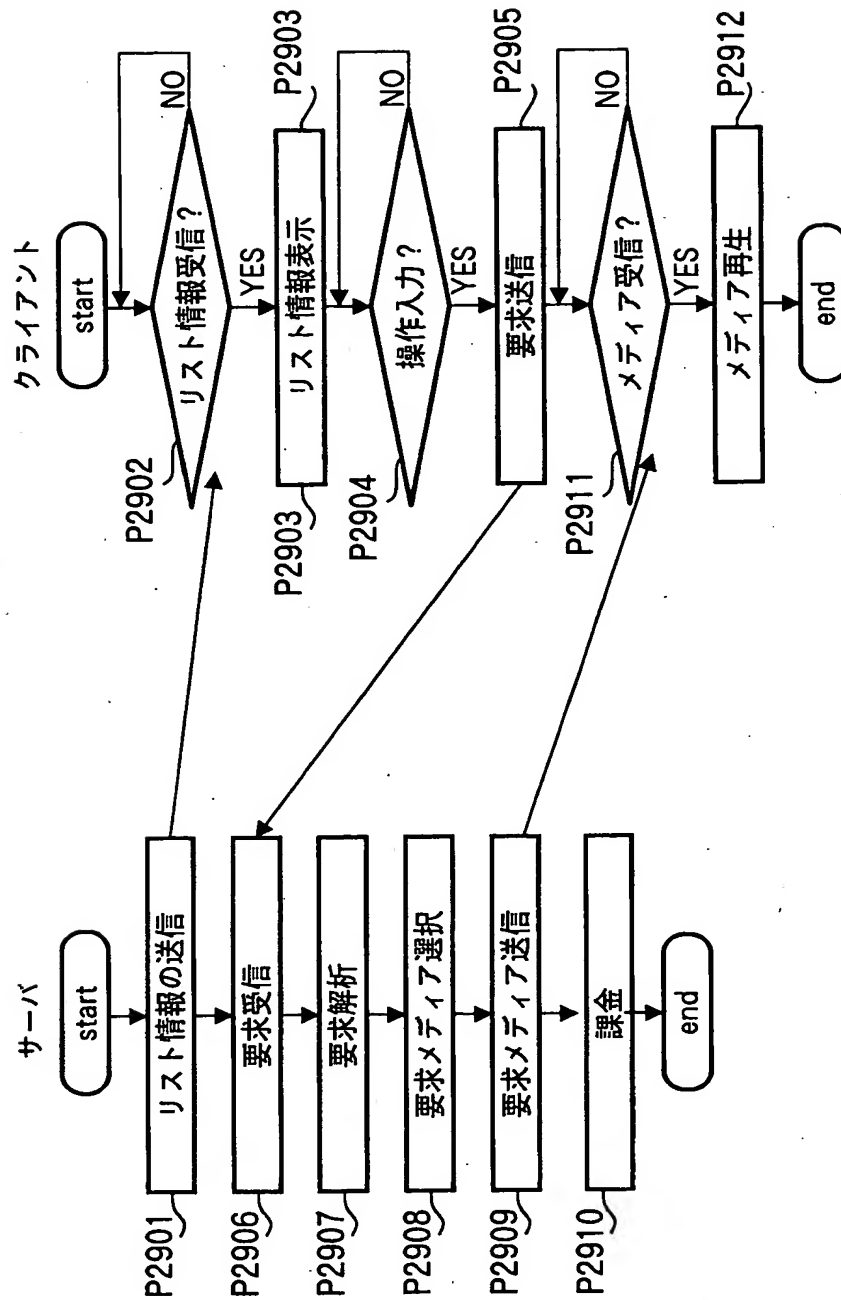 サーバ
start
P2901
リスト情報の送信
P2906
要求受信
P2907
要求解析
P2908
要求メディア選択
P2909
要求メディア送信
P2910
課金
end
クライアント
start
P2902
リスト情報受信？
NO
YES
P2903
リスト情報表示
P2903
P2904
操作入力？
NO
YES
要求送信
P2905
P2911
メディア受信？
NO
YES
メディア再生
P2912
end